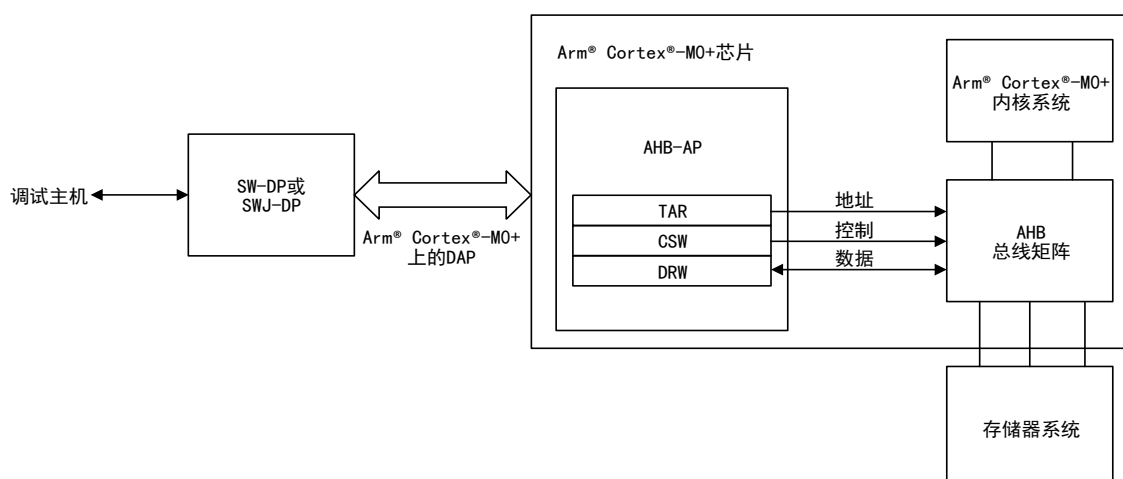 Arm® Cortex®-M0+芯片
Arm® Cortex®-M0+
内核系统
AHB-AP
调试主机
SW-DP或
SWJ-DP
Arm® Cortex®-M0+
上的DAP
TAR
CSW
DRW
地址
控制
数据
AHB
总线矩阵
存储器系统